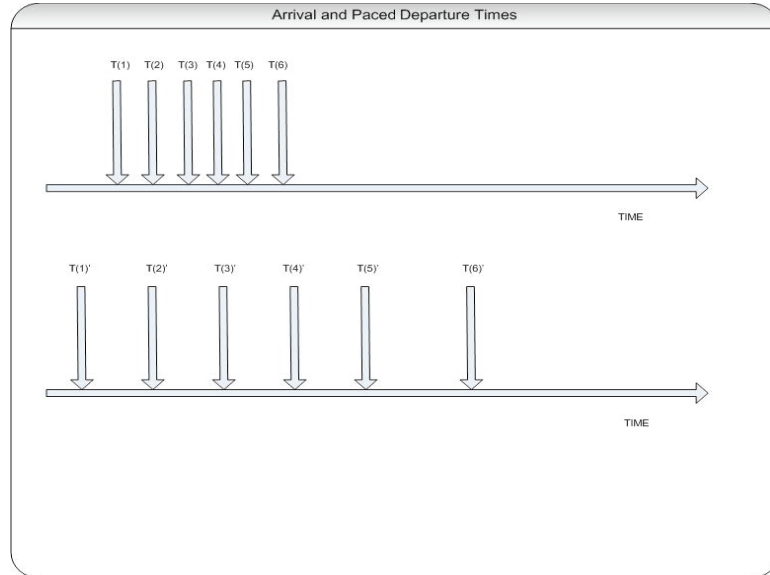 Arrival and Paced Departure Times
T(1) T(2) T(3) T(4) T(5) T(6)
TIME
T(1)' T(2)' T(3)' T(4)' T(5)' T(6)'
TIME